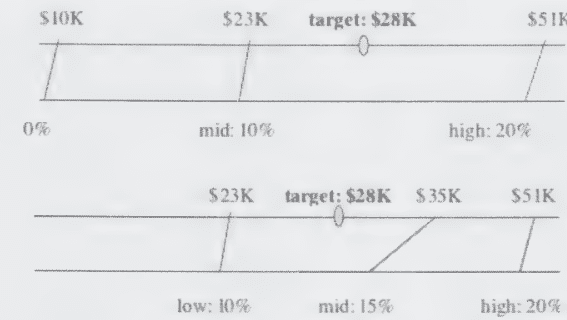 $10K $23K target: $28K $51K
0% mid: 10% high: 20%
$23K target: $28K $35K $51K
low: 10% mid: 15% high: 20%